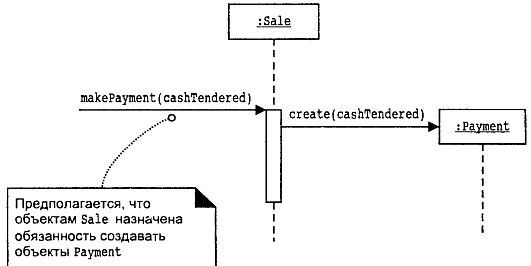 :Sale
makePayment(cashTendered)
create(cashTendered)
:Payment
Предполагается, что
объектам Sale назначена
обязанность создавать
объекты Payment